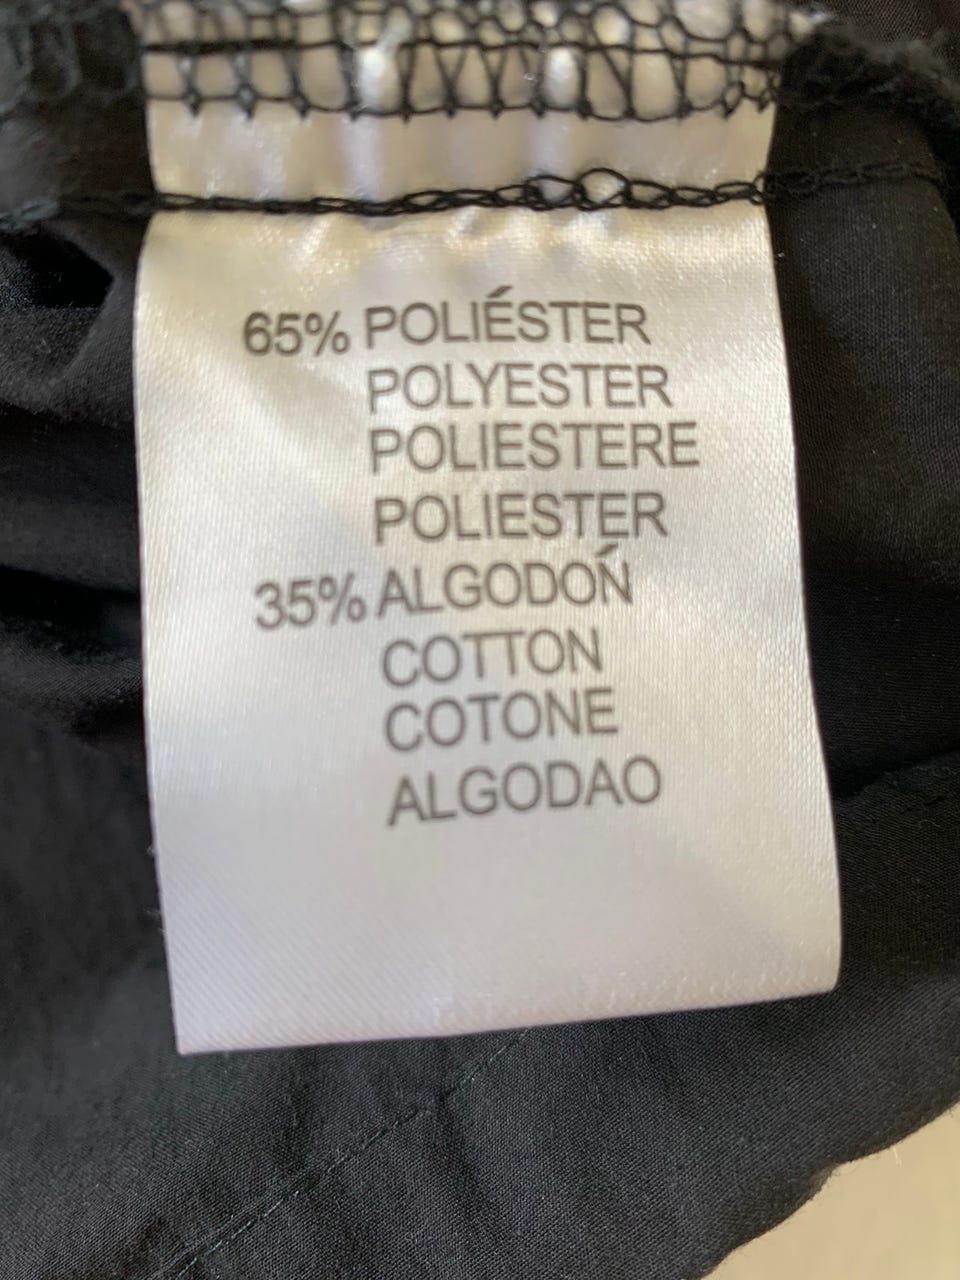 65% POLIÉSTER
POLYESTER
POLIESTERE
POLIESTER
35% ALGODOŃ
COTTON
COTONE
ALGODAO